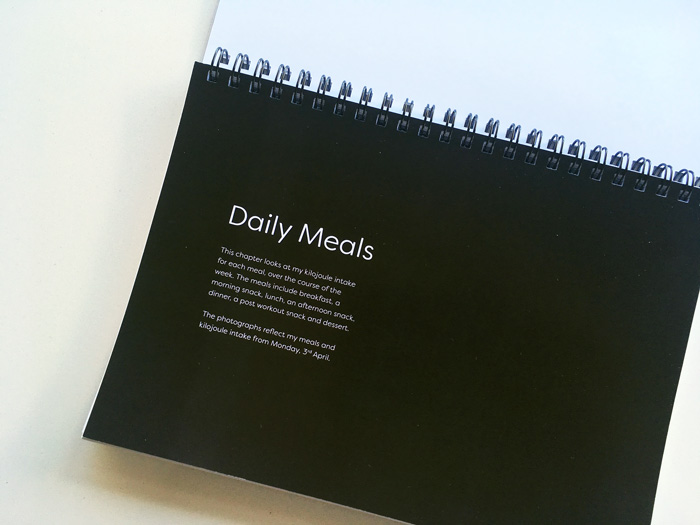 Daily Meals
This chapter looks at my kilojoule intake
for each meal, over the course of the
week. The meals include breakfast, a
morning snack, lunch, an afternoon snack,
dinner, a post workout snack and dessert.
The photographs reflect my meals and
kilojoule intake from Monday, 3rd April.